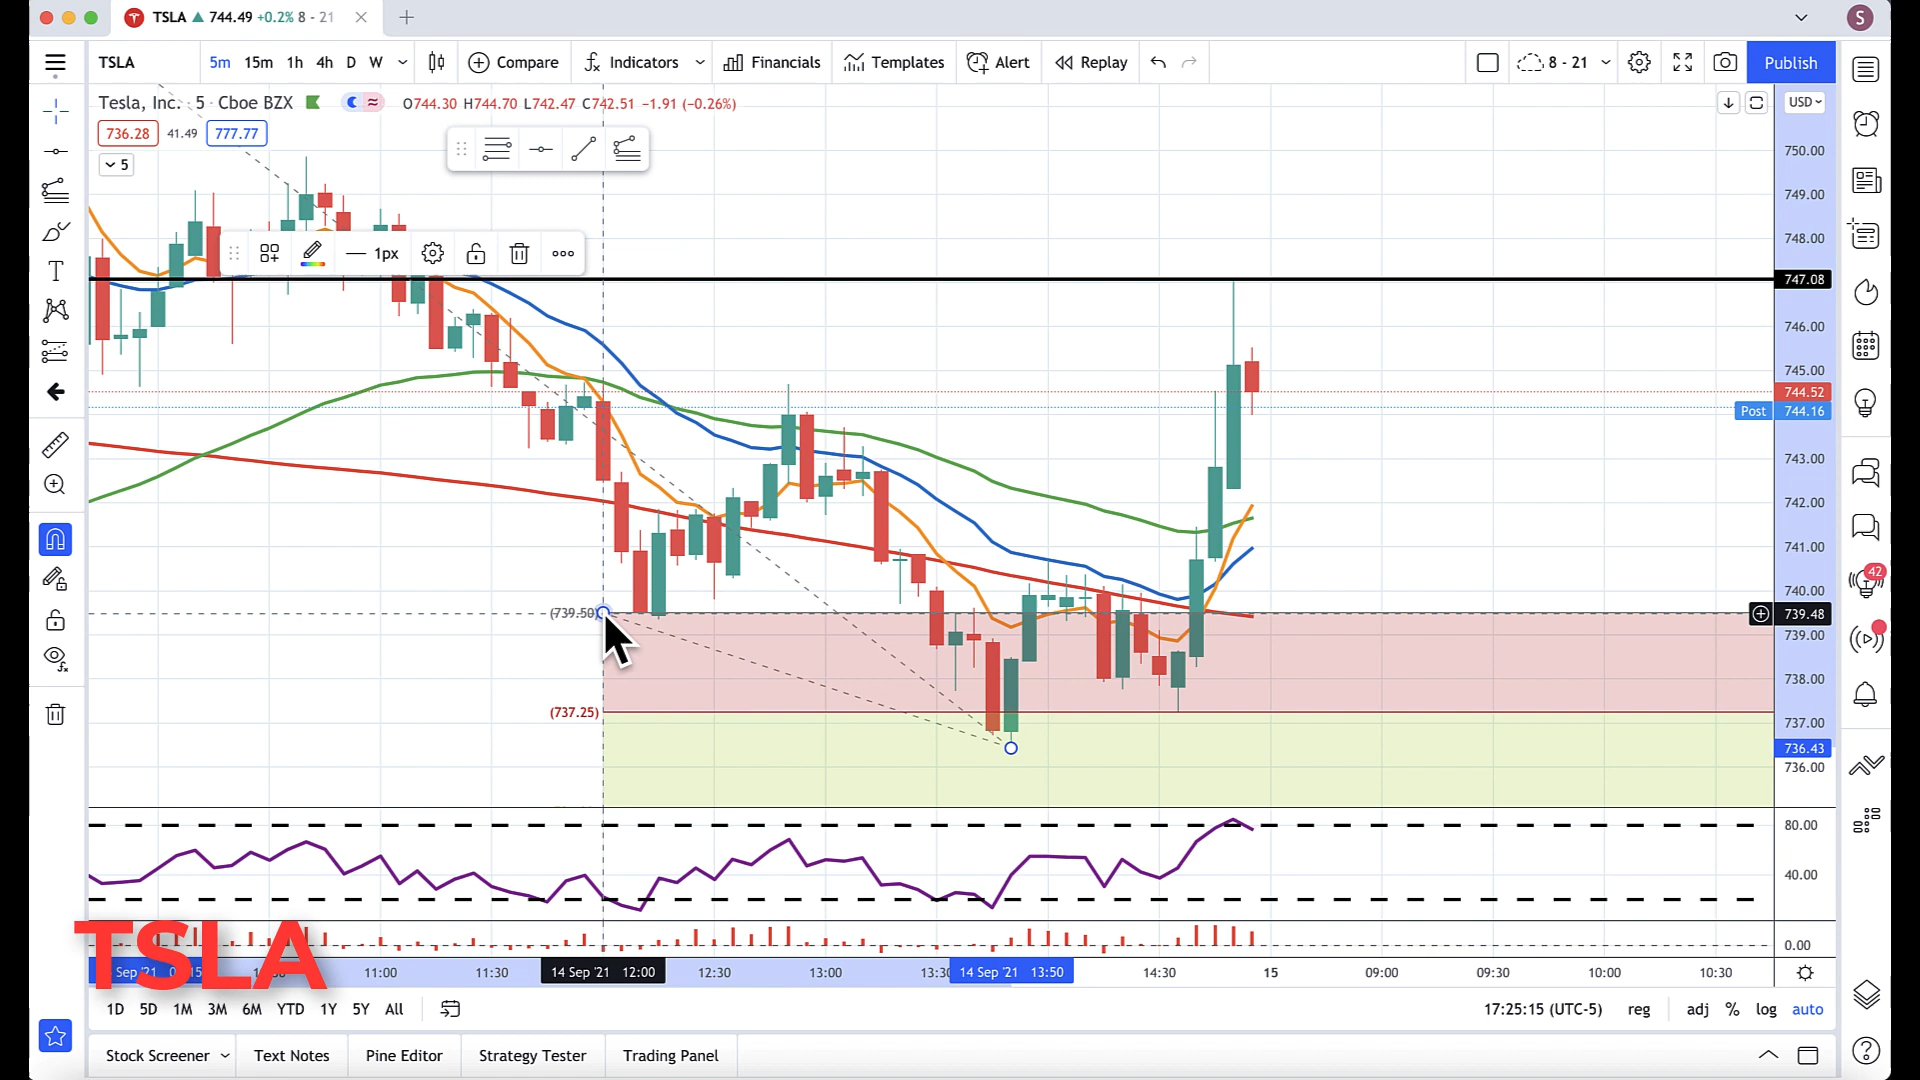 TSLA ▲ 744.49 +0.2% 8 - 21
S
TSLA 5m 15m 1h 4h D W Compare Indicators Financials Templates Alert Replay 8 - 21 Publish
Tesla, Inc. · 5 · Cboe BZX O744.30 H744.70 L742.47 C742.51 −1.91 (−0.26%) USD
736.28 41.49 777.77
5
1px
750.00
749.00
748.00
747.08
746.00
745.00
744.52
Post 744.16
743.00
742.00
741.00
740.00
(739.50) 739.48
739.00
738.00
(737.25)
737.00
736.43
736.00
42
80.00
40.00
0.00
TSLA
11:00 11:30 14 Sep '21 12:00 12:30 13:00 14 Sep '21 13:50 14:30 15 09:00 09:30 10:00 10:30
1D 5D 1M 3M 6M YTD 1Y 5Y All 17:25:15 (UTC-5) reg adj % log auto
Stock Screener Text Notes Pine Editor Strategy Tester Trading Panel